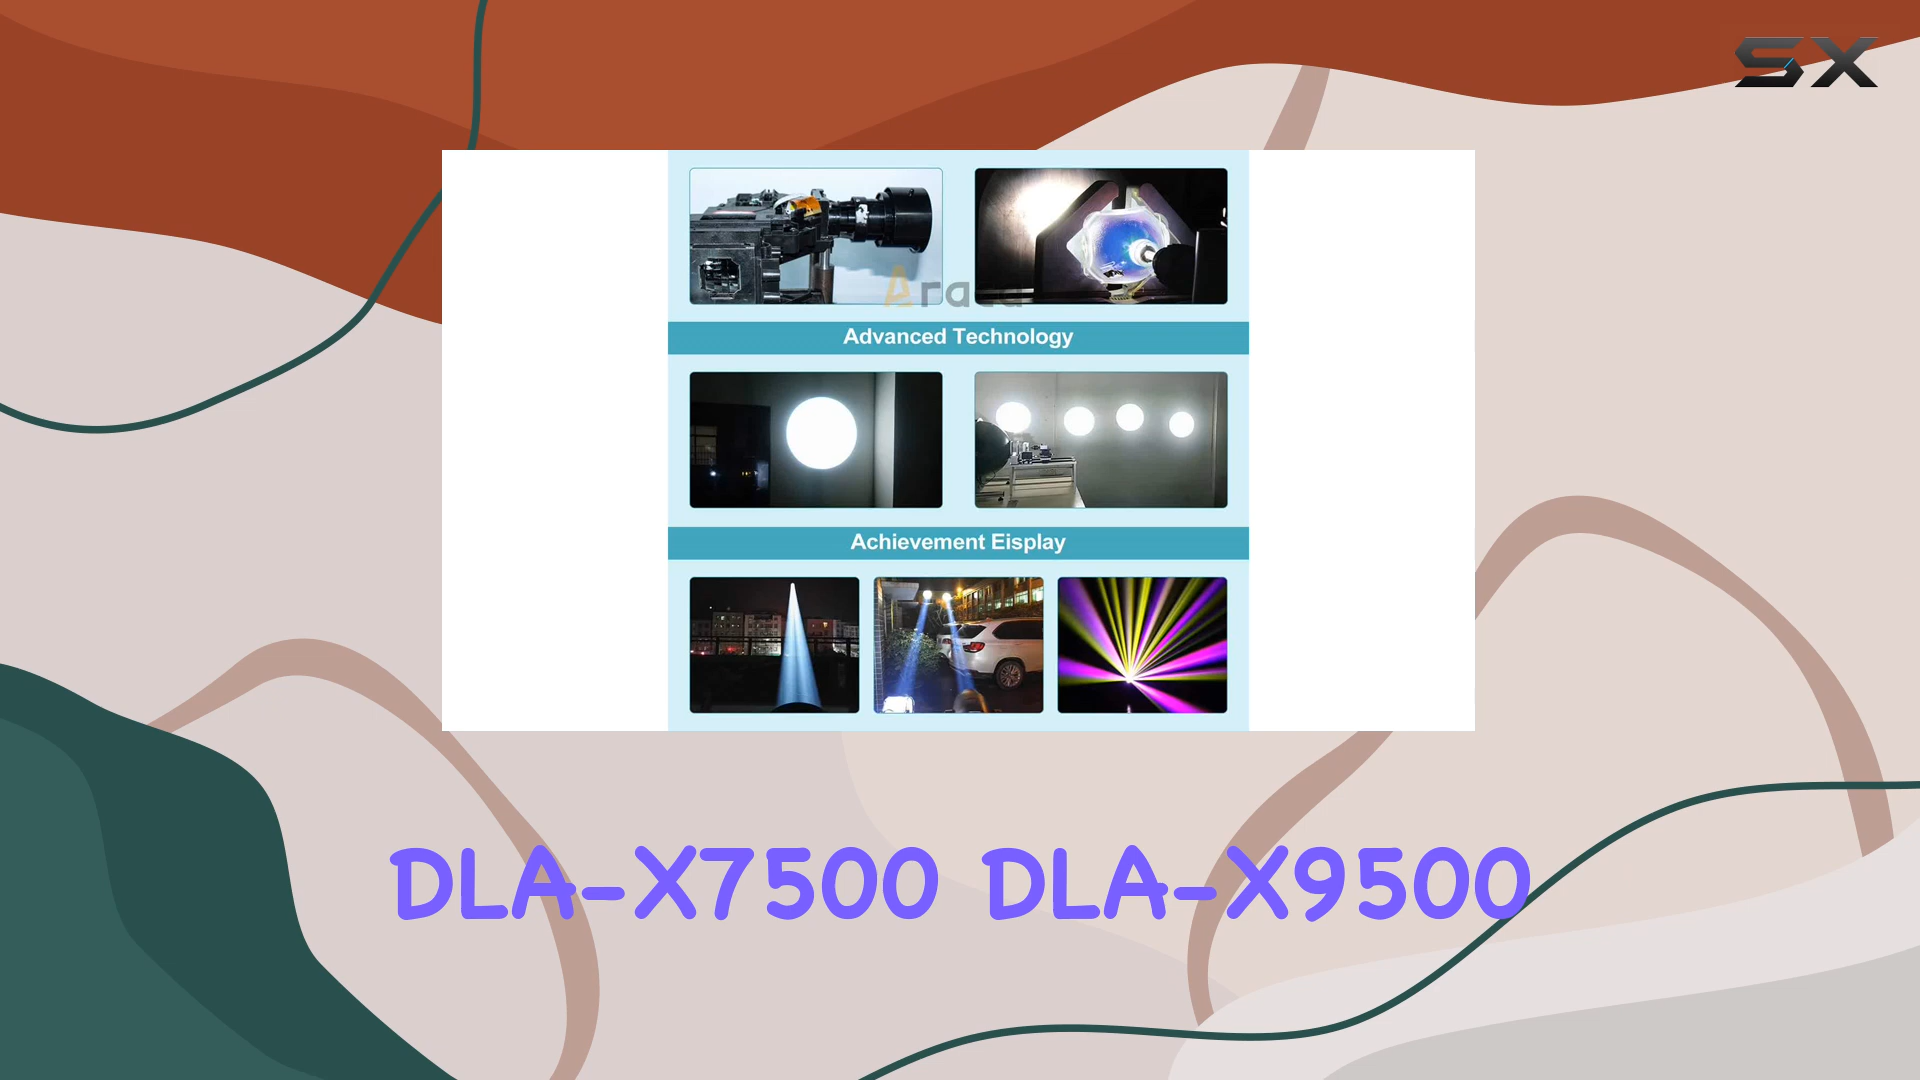 SX
Advanced Technology
Achievement Eisplay
DLA-X7500 DLA-X9500